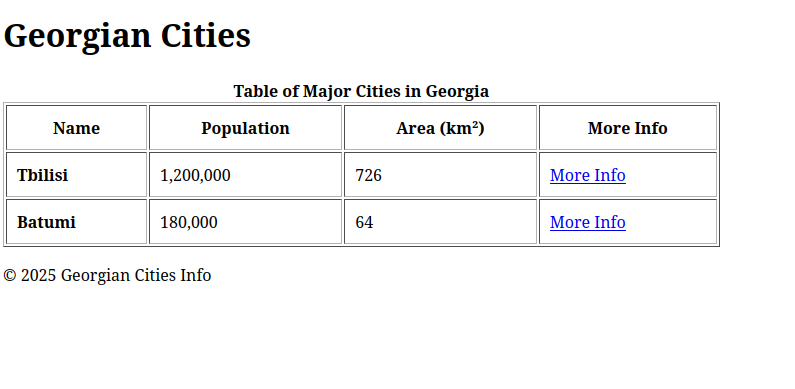 Georgian Cities
Table of Major Cities in Georgia
Name Population Area (km²) More Info
Tbilisi 1,200,000 726 More Info
Batumi 180,000 64 More Info
© 2025 Georgian Cities Info